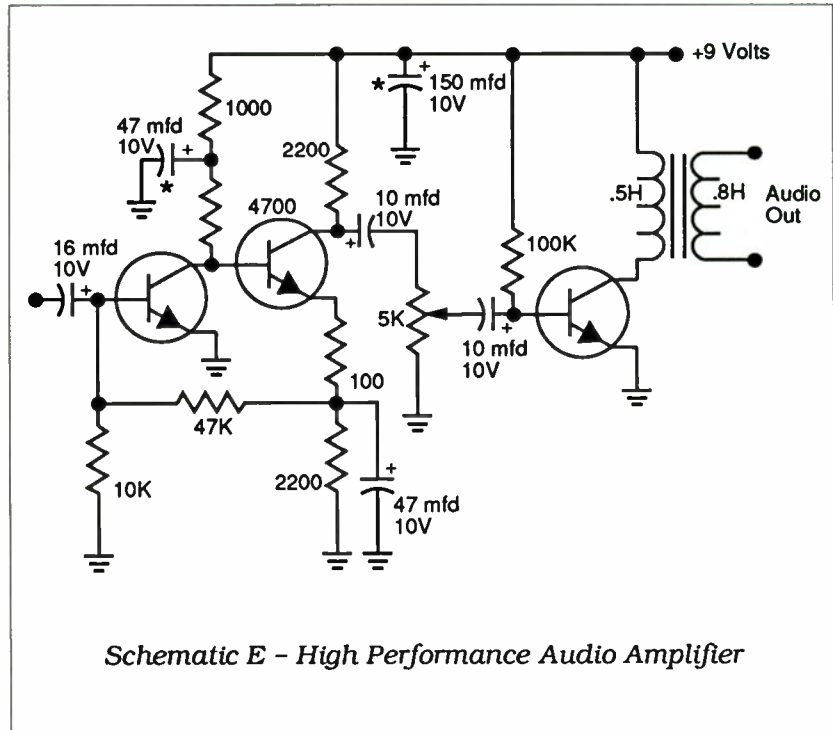 +9 Volts
1000
*
150 mfd
10V
47 mfd
10V
+
*
2200
4700
10 mfd
10V
+
.5H
.8H
Audio
Out
16 mfd
10V
+
100K
5K
10 mfd
10V
+
100
47K
10K
2200
+
47 mfd
10V
+
Schematic E – High Performance Audio Amplifier